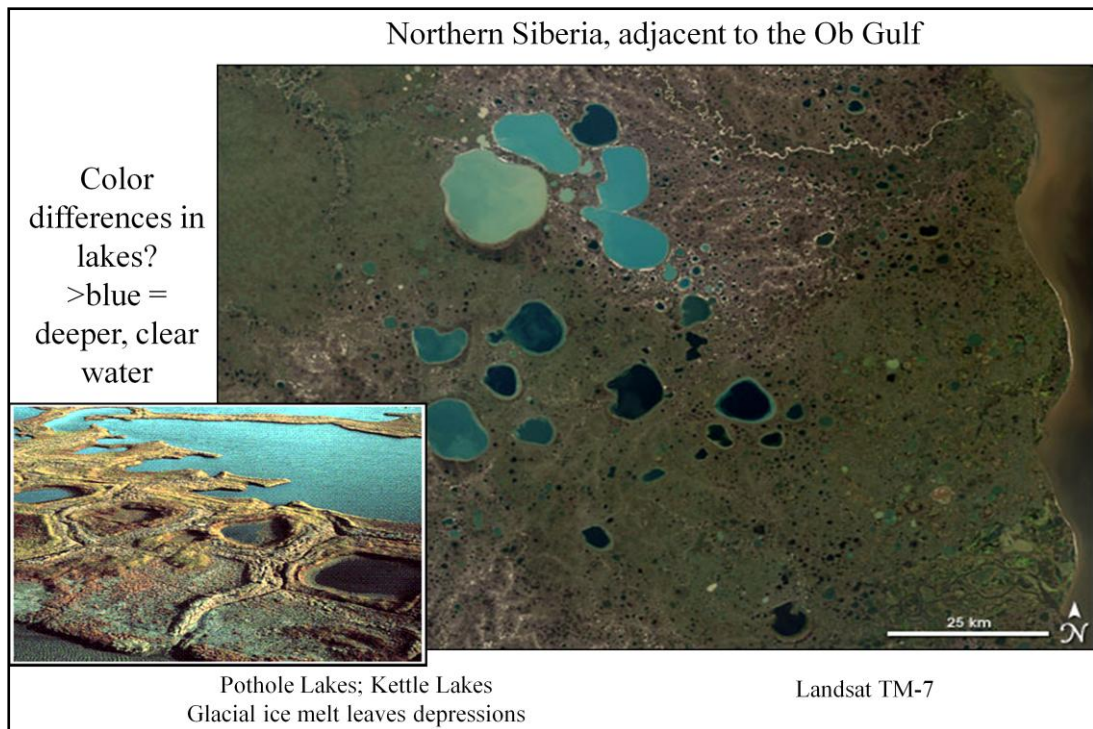 Northern Siberia, adjacent to the Ob Gulf
Color
differences in
lakes?
>blue =
deeper, clear
water
25 km
N
Pothole Lakes; Kettle Lakes
Glacial ice melt leaves depressions
Landsat TM-7